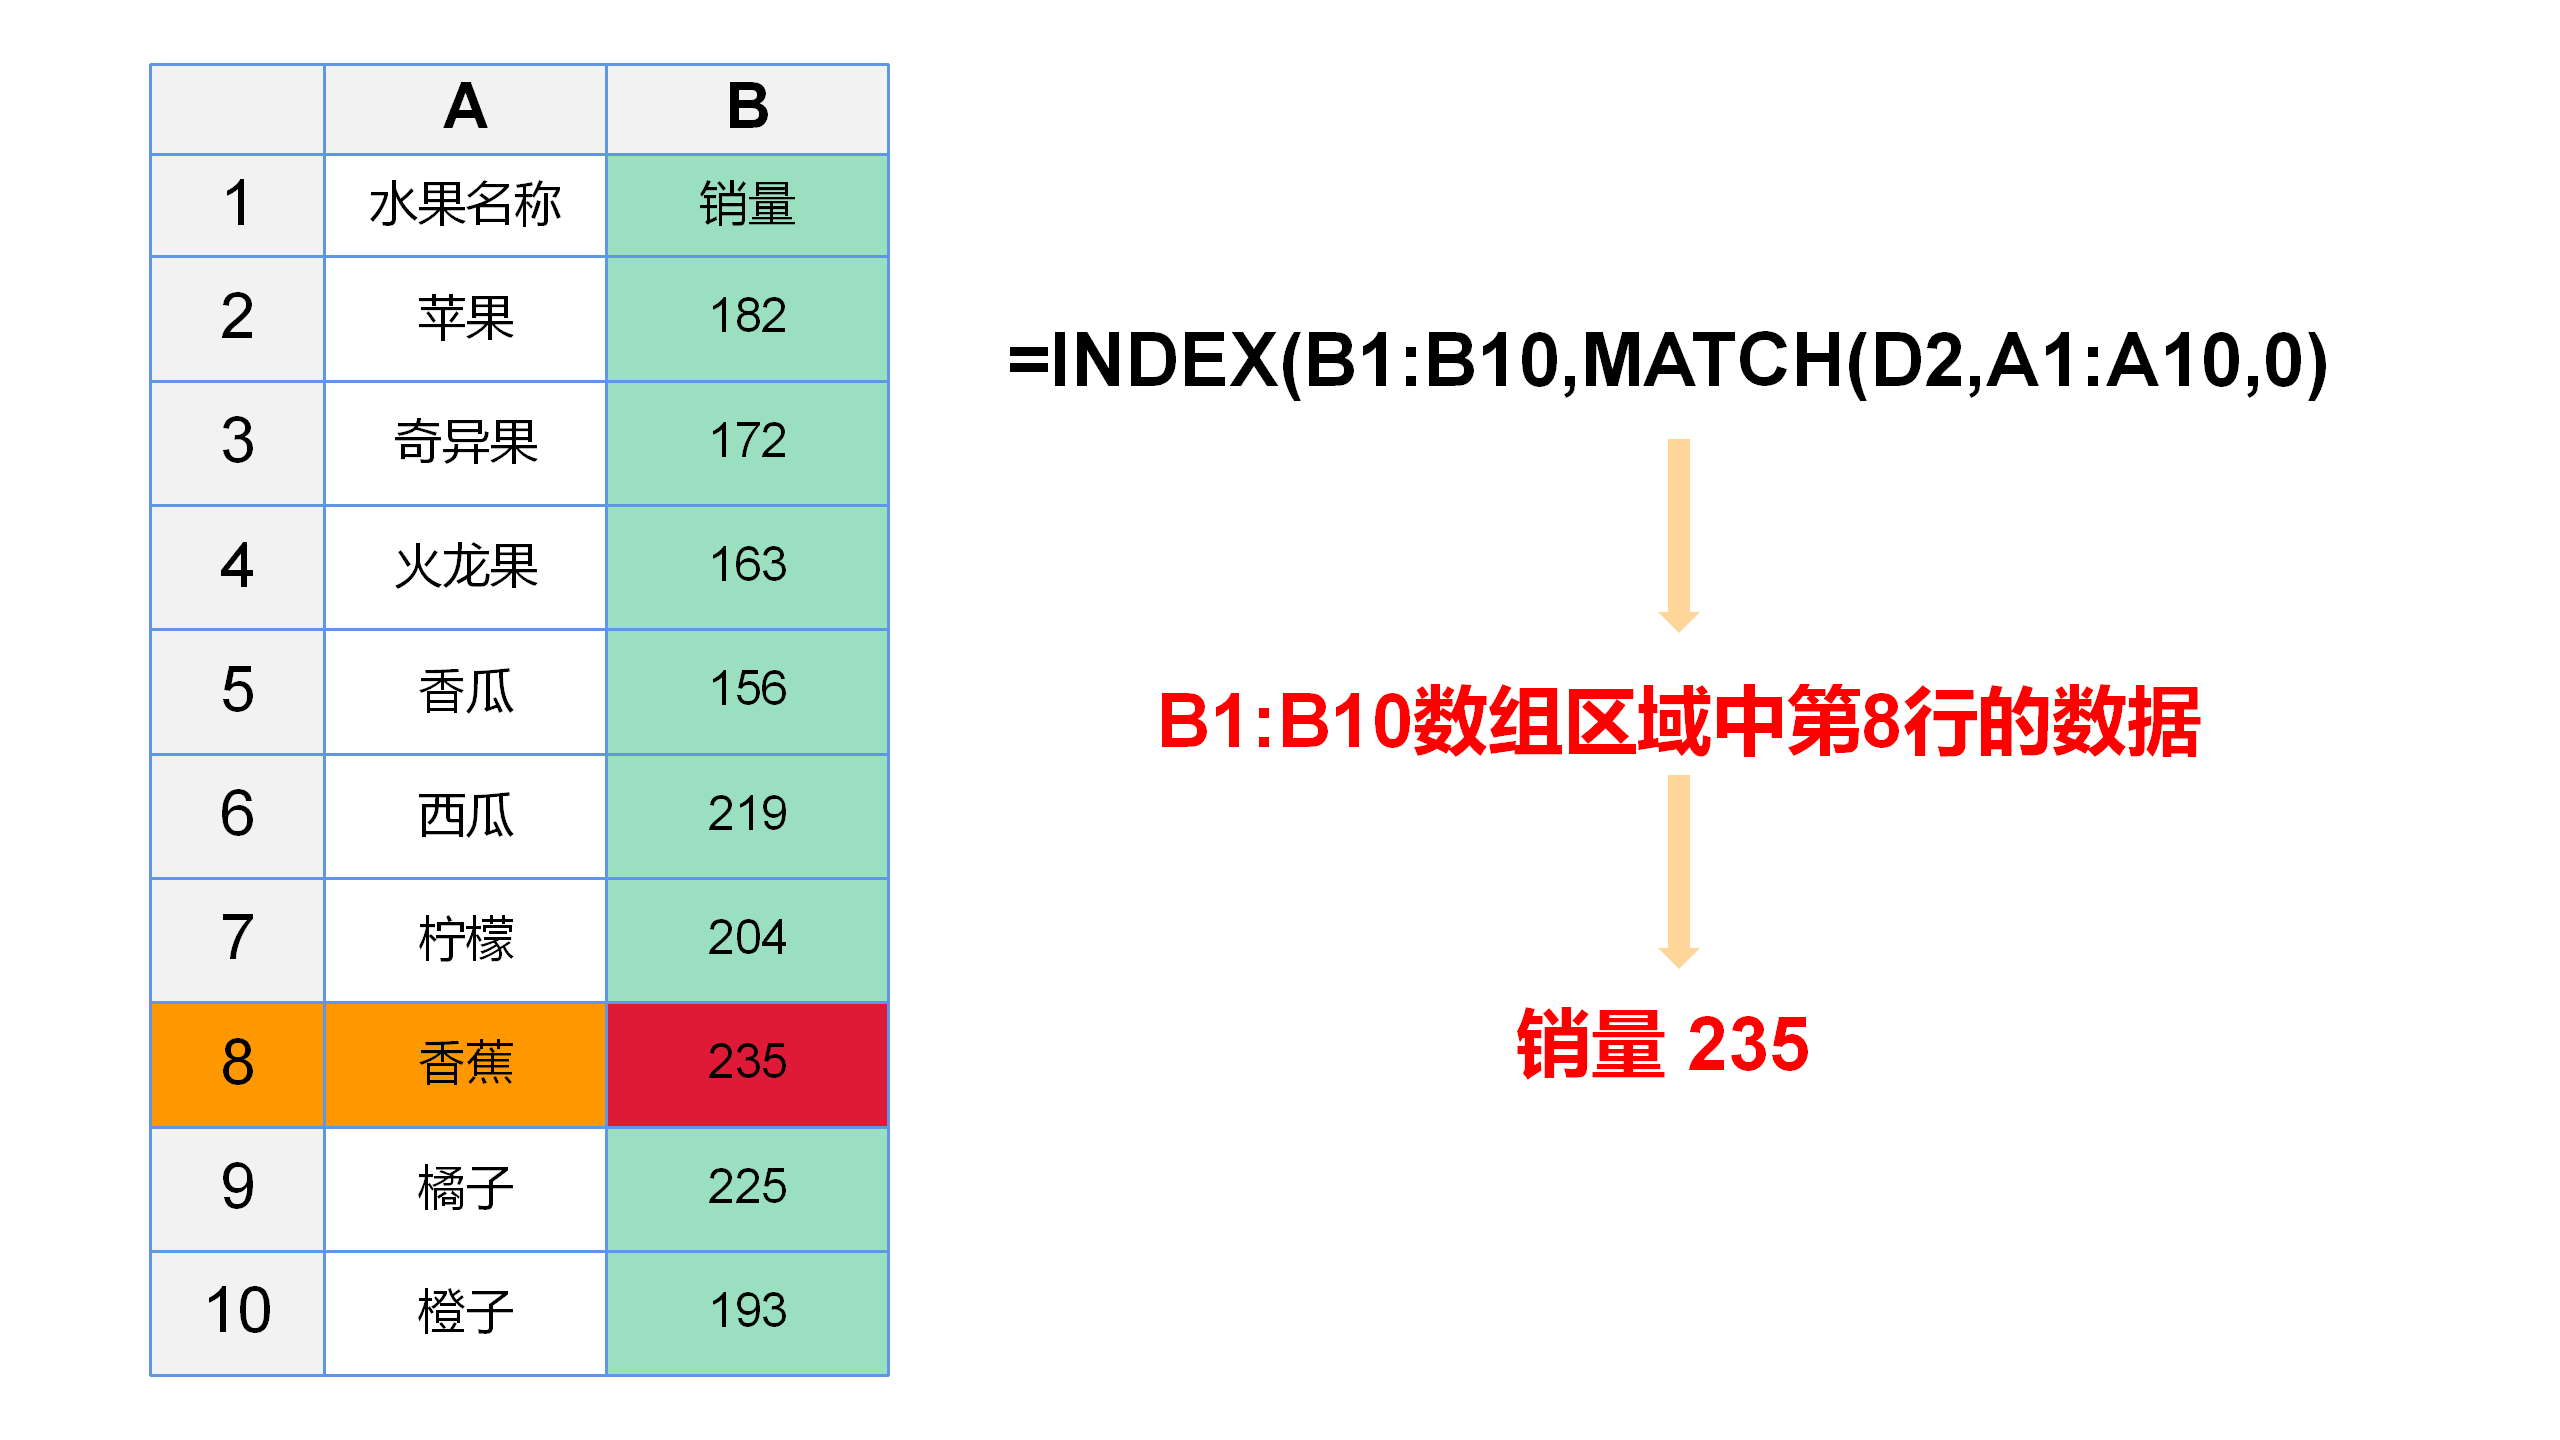 A B
1 水果名称 销量
2 苹果 182
3 奇异果 172
4 火龙果 163
5 香瓜 156
6 西瓜 219
7 柠檬 204
8 香蕉 235
9 橘子 225
10 橙子 193
=INDEX(B1:B10,MATCH(D2,A1:A10,0)
B1:B10数组区域中第8行的数据
销量 235